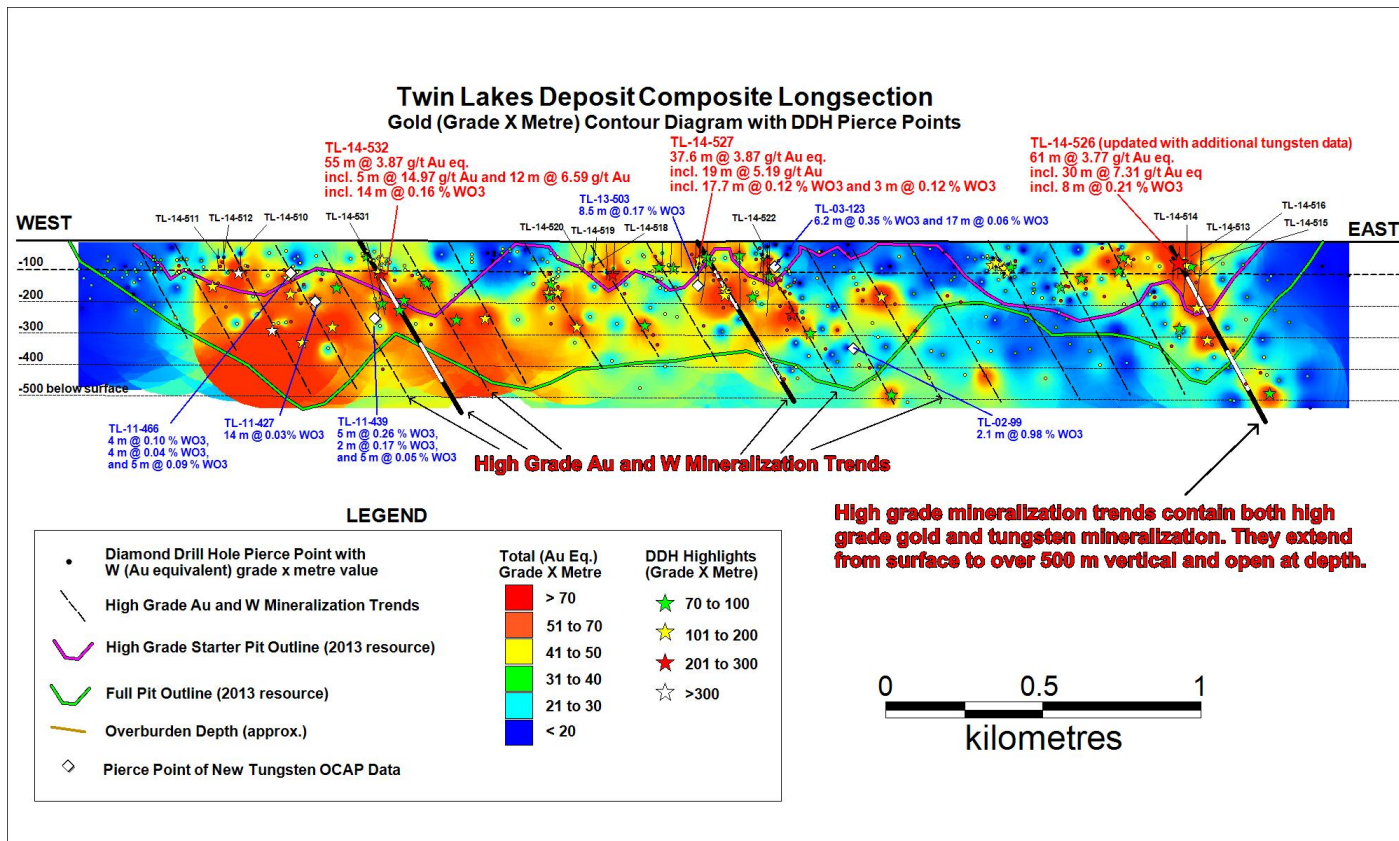 Twin Lakes Deposit Composite Longsection
Gold (Grade X Metre) Contour Diagram with DDH Pierce Points
TL-14-532
55 m @ 3.87 g/t Au eq.
incl. 5 m @ 14.97 g/t Au and 12 m @ 6.59 g/t Au
incl. 14 m @ 0.16 % WO3
TL-14-527
37.6 m @ 3.87 g/t Au eq.
incl. 19 m @ 5.19 g/t Au
incl. 17.7 m @ 0.12 % WO3 and 3 m @ 0.12 % WO3
TL-14-526 (updated with additional tungsten data)
61 m @ 3.77 g/t Au eq.
incl. 30 m @ 7.31 g/t Au eq
incl. 8 m @ 0.21 % WO3
TL-13-503
8.5 m @ 0.17 % WO3
TL-03-123
6.2 m @ 0.35 % WO3 and 17 m @ 0.06 % WO3
WEST
TL-14-511
TL-14-512
TL-14-510
TL-14-531
TL-14-520
TL-14-519
TL-14-518
TL-14-522
TL-14-514
TL-14-513
TL-14-516
TL-14-515
EAST
-100
-200
-300
-400
-500 below surface
TL-11-466
4 m @ 0.10 % WO3,
4 m @ 0.04 % WO3,
and 5 m @ 0.09 % WO3
TL-11-427
14 m @ 0.03% WO3
TL-11-439
5 m @ 0.26 % WO3,
2 m @ 0.17 % WO3,
and 5 m @ 0.05 % WO3
TL-02-99
2.1 m @ 0.98 % WO3
High Grade Au and W Mineralization Trends
High grade mineralization trends contain both high
grade gold and tungsten mineralization. They extend
from surface to over 500 m vertical and open at depth.
LEGEND
Diamond Drill Hole Pierce Point with
W (Au equivalent) grade x metre value
High Grade Au and W Mineralization Trends
High Grade Starter Pit Outline (2013 resource)
Full Pit Outline (2013 resource)
Overburden Depth (approx.)
Pierce Point of New Tungsten OCAP Data
Total (Au Eq.)
Grade X Metre
> 70
51 to 70
41 to 50
31 to 40
21 to 30
< 20
DDH Highlights
(Grade X Metre)
70 to 100
101 to 200
201 to 300
>300
0 0.5 1
kilometres